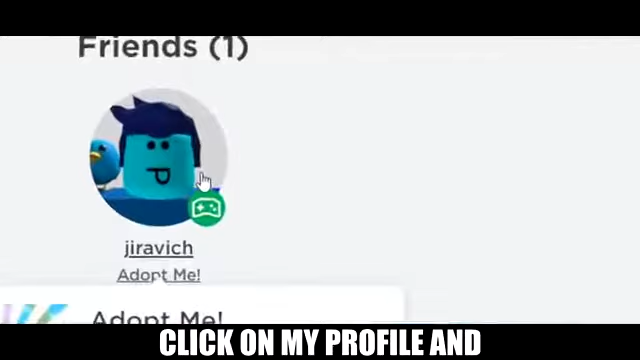 Friends (1)
jiravich
Adopt Me!
Adopt Me!
CLICK ON MY PROFILE AND